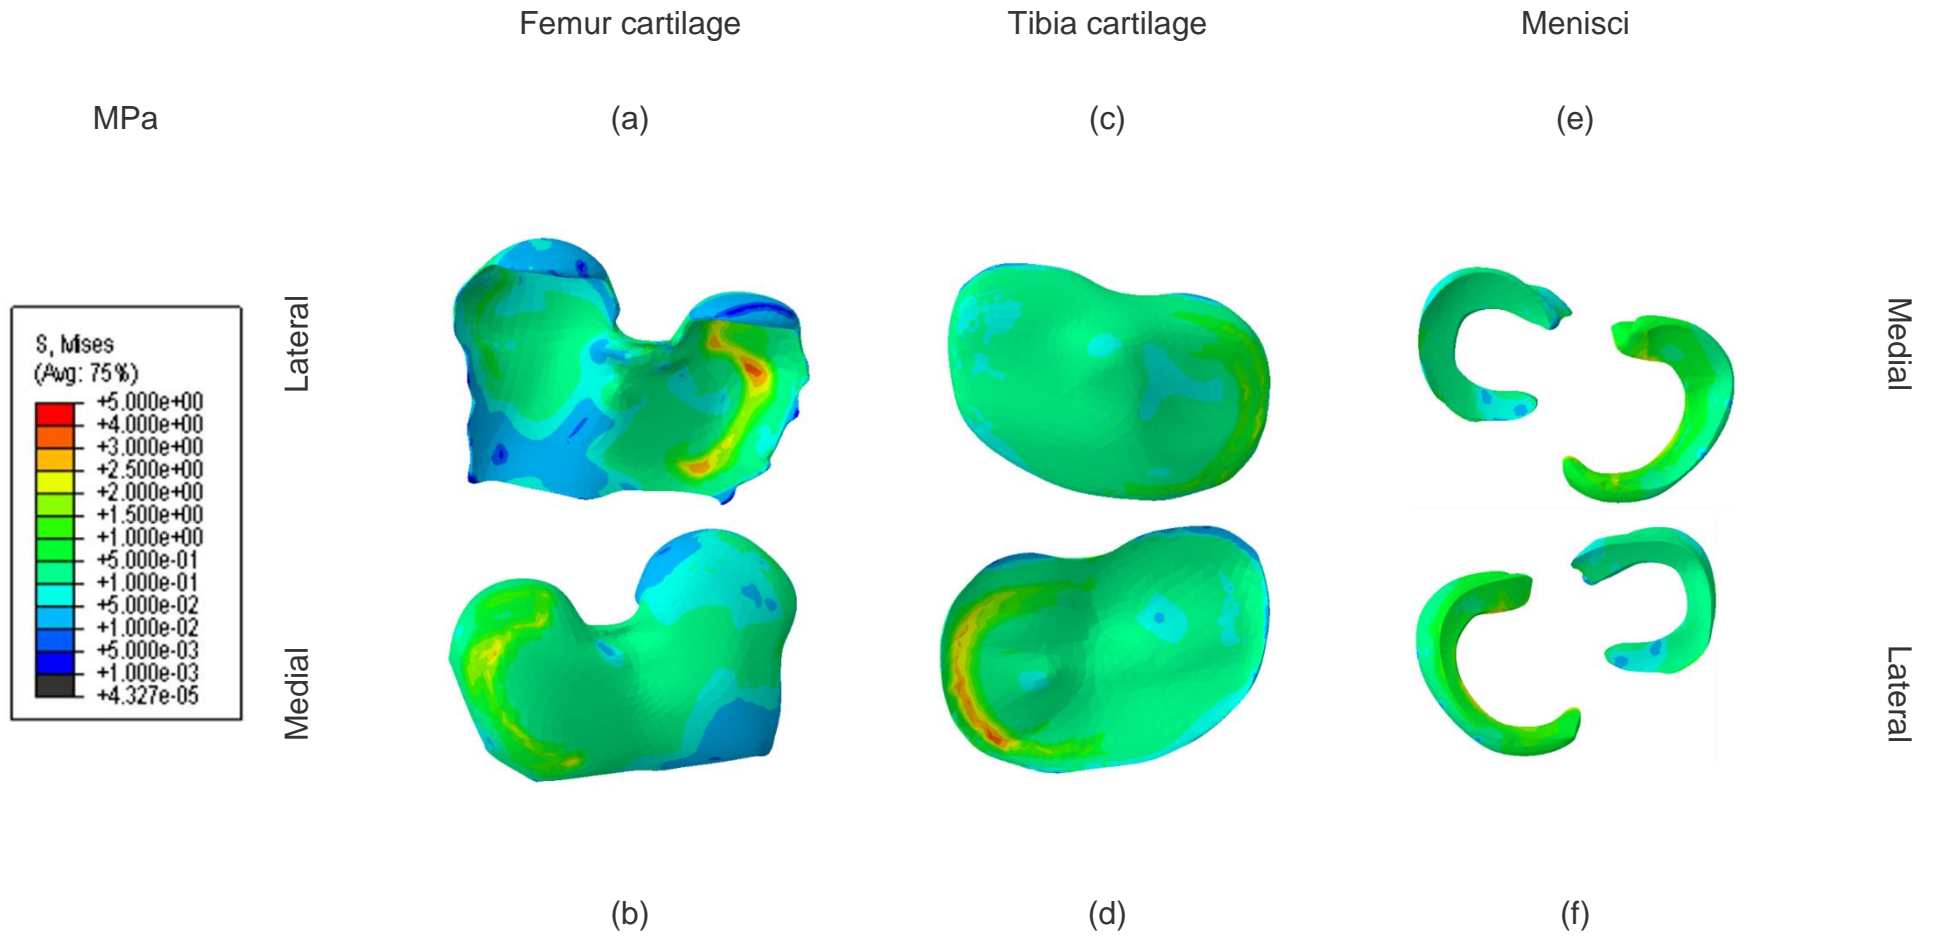 Femur cartilage
Tibia cartilage
Menisci
MPa
(a)
(c)
(e)
Lateral
Medial
S, Mises
(Avg: 75%)
+5.000e+00
+4.000e+00
+3.000e+00
+2.500e+00
+2.000e+00
+1.500e+00
+1.000e+00
+5.000e-01
+1.000e-01
+5.000e-02
+1.000e-02
+5.000e-03
+1.000e-03
+4.327e-05
Medial
Lateral
(b)
(d)
(f)